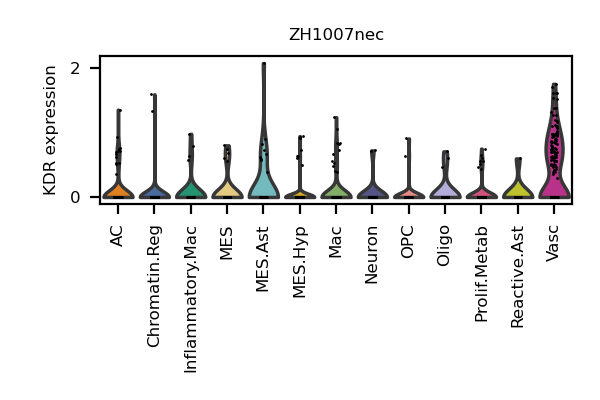 ZH1007nec
KDR expression
2
0
AC
Chromatin.Reg
Inflammatory.Mac
MES
MES.Ast
MES.Hyp
Mac
Neuron
OPC
Oligo
Prolif.Metab
Reactive.Ast
Vasc